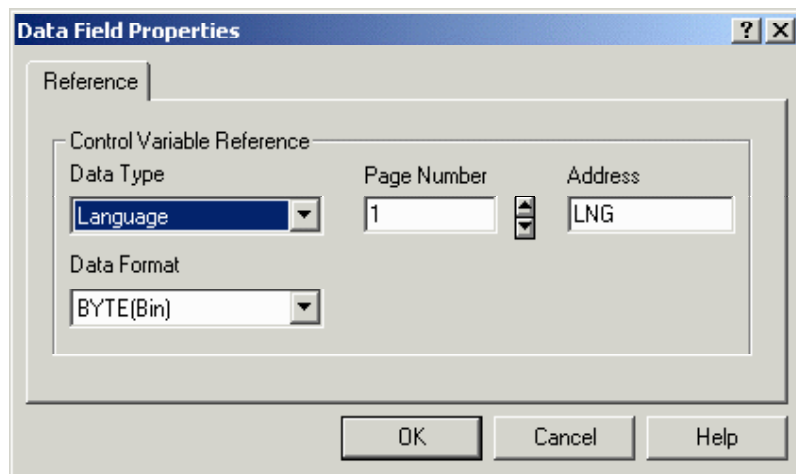 Data Field Properties
Reference
Control Variable Reference
Data Type Page Number Address
Language 1 LNG
Data Format
BYTE(Bin)
OK Cancel Help